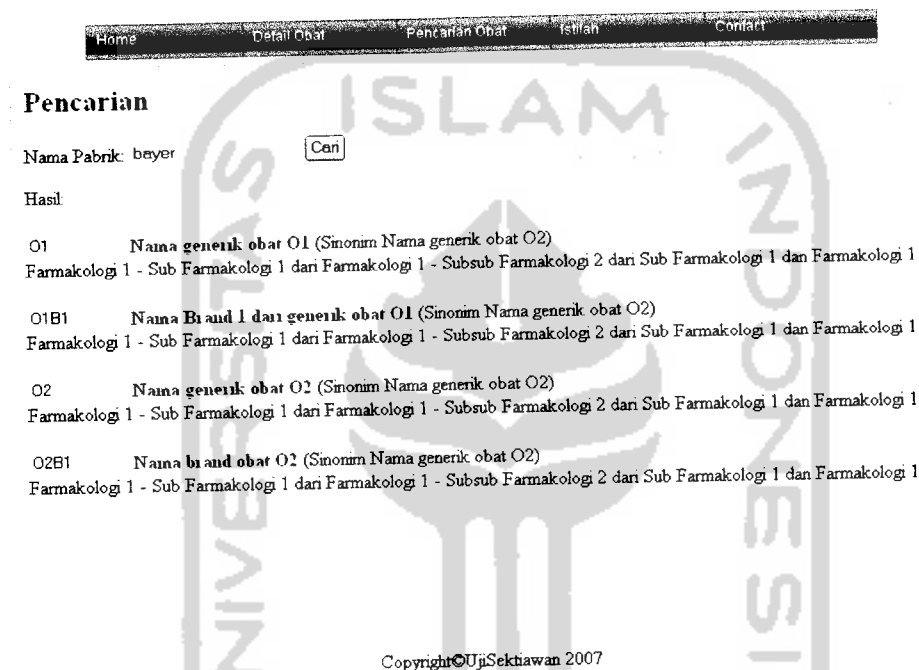 Home Detail Obat Pencarian Obat Istilah Contact
ISLAM
Pencarian
Nama Pabrik: bayer Cari
Hasil:
O1 Nama generik obat O1 (Sinonim Nama generik obat O2)
Farmakologi 1 - Sub Farmakologi 1 dari Farmakologi 1 - Subsub Farmakologi 2 dari Sub Farmakologi 1 dan Farmakologi 1
O1B1 Nama Brand 1 dari generik obat O1 (Sinonim Nama generik obat O2)
Farmakologi 1 - Sub Farmakologi 1 dari Farmakologi 1 - Subsub Farmakologi 2 dari Sub Farmakologi 1 dan Farmakologi 1
O2 Nama generik obat O2 (Sinonim Nama generik obat O2)
Farmakologi 1 - Sub Farmakologi 1 dari Farmakologi 1 - Subsub Farmakologi 2 dari Sub Farmakologi 1 dan Farmakologi 1
O2B1 Nama brand obat O2 (Sinonim Nama generik obat O2)
Farmakologi 1 - Sub Farmakologi 1 dari Farmakologi 1 - Subsub Farmakologi 2 dari Sub Farmakologi 1 dan Farmakologi 1
NIVERSITAS
INDONESI
Copyright©UjiSektiawan 2007